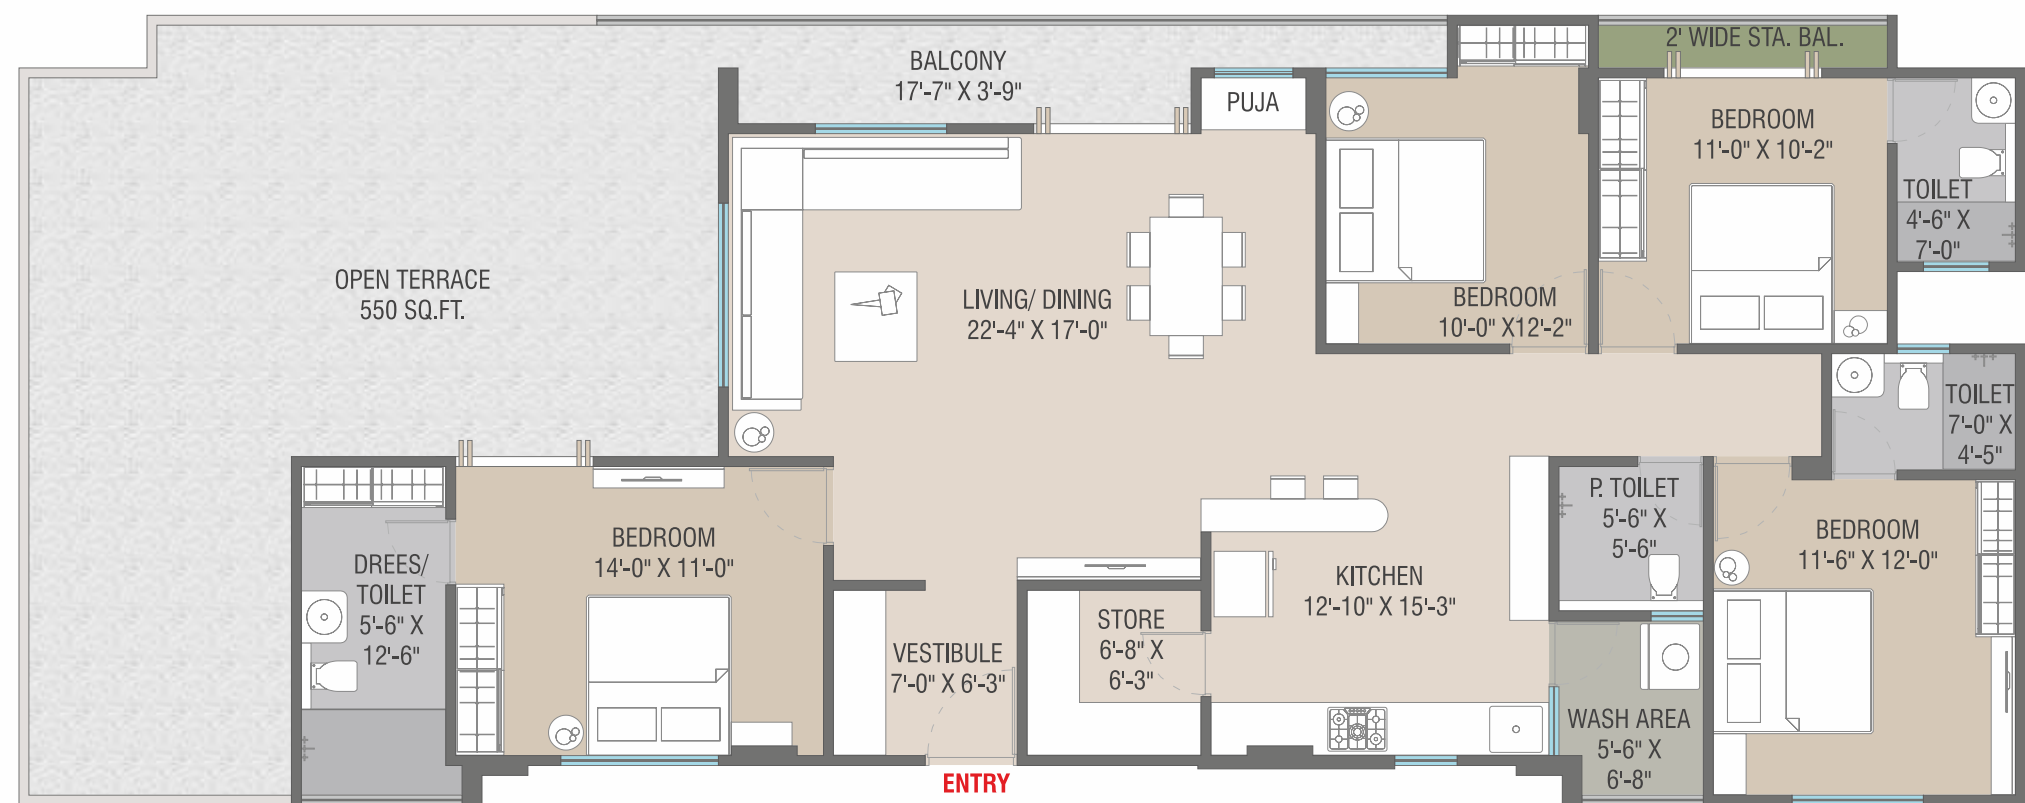 2' WIDE STA. BAL.
BALCONY
17'-7" X 3'-9"
PUJA
BEDROOM
11'-0" X 10'-2"
TOILET
4'-6" X
7'-0"
OPEN TERRACE
550 SQ.FT.
LIVING/ DINING
22'-4" X 17'-0"
BEDROOM
10'-0" X12'-2"
TOILET
7'-0" X
4'-5"
P. TOILET
5'-6" X
5'-6"
BEDROOM
11'-6" X 12'-0"
BEDROOM
14'-0" X 11'-0"
DREES/
TOILET
5'-6" X
12'-6"
KITCHEN
12'-10" X 15'-3"
STORE
6'-8" X
6'-3"
VESTIBULE
7'-0" X 6'-3"
WASH AREA
5'-6" X
6'-8"
ENTRY